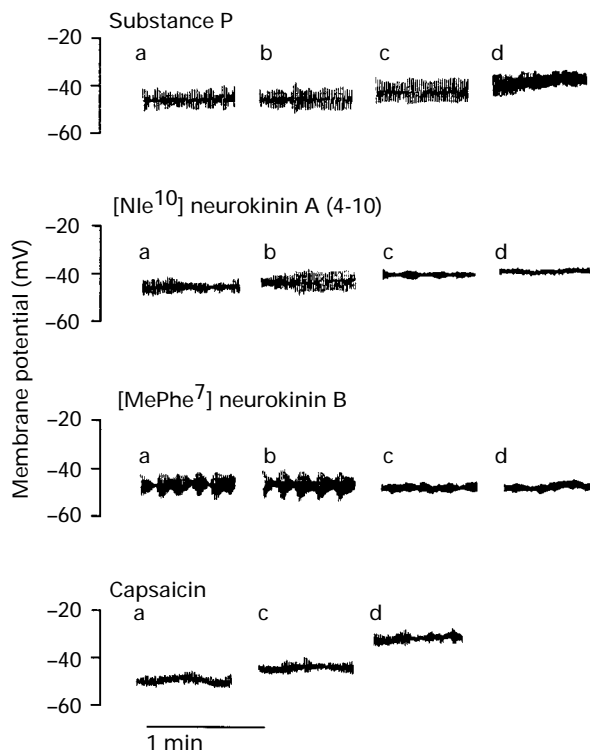 Substance P
−20
−40
−60
a b c d
[Nle10] neurokinin A (4-10)
−20
−40
−60
a b c d
Membrane potential (mV)
[MePhe7] neurokinin B
−20
−40
−60
a b c d
Capsaicin
−20
−40
−60
a c d
1 min